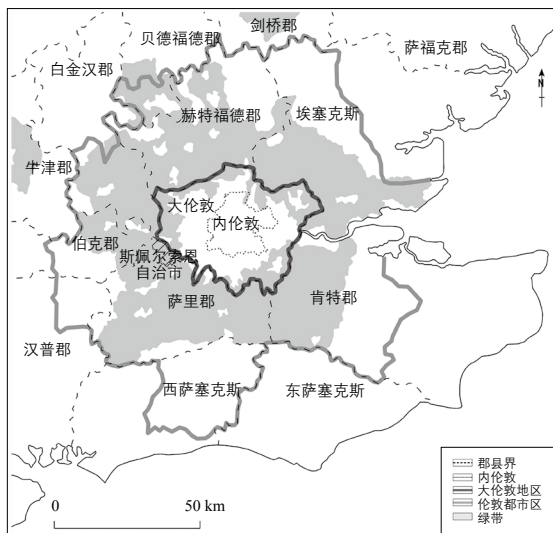 剑桥郡
贝德福德郡
萨福克郡
白金汉郡
N
赫特福德郡
埃塞克斯
牛津郡
大伦敦
内伦敦
伯克郡
斯佩尔索恩
自治市
萨里郡
肯特郡
汉普郡
西萨塞克斯
东萨塞克斯
郡县界
内伦敦
大伦敦地区
伦敦都市区
绿带
0 50 km